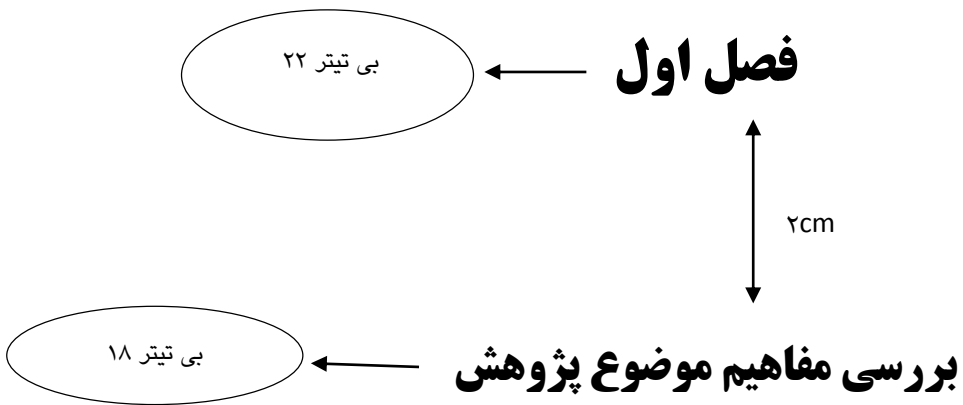 فصل اول
بی تیتر ۲۲
۲cm
بررسی مفاهیم موضوع پژوهش
بی تیتر ۱۸